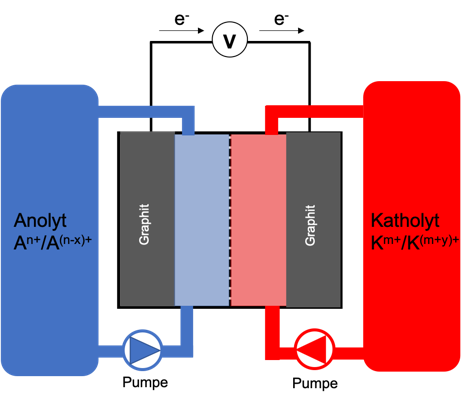 e-
e-
V
Anolyt
Aⁿ⁺/A⁽ⁿ⁻ˣ⁾⁺
Graphit
Graphit
Katholyt
Kᵐ⁺/K⁽ᵐ⁺ʸ⁾⁺
Pumpe
Pumpe